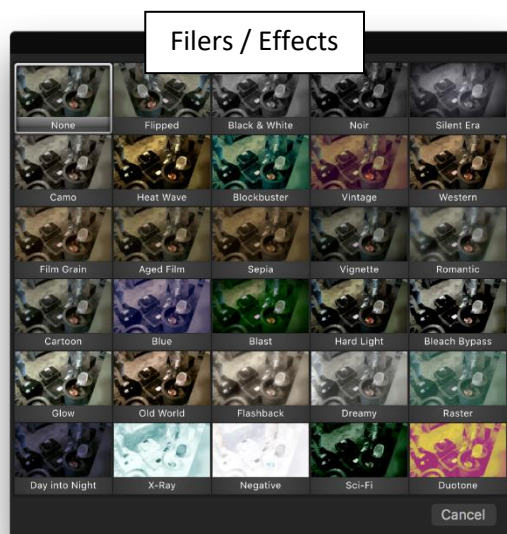 Filers / Effects
None Flipped Black & White Noir Silent Era
Camo Heat Wave Blockbuster Vintage Western
Film Grain Aged Film Sepia Vignette Romantic
Cartoon Blue Blast Hard Light Bleach Bypass
Glow Old World Flashback Dreamy Raster
Day into Night X-Ray Negative Sci-Fi Duotone
Cancel